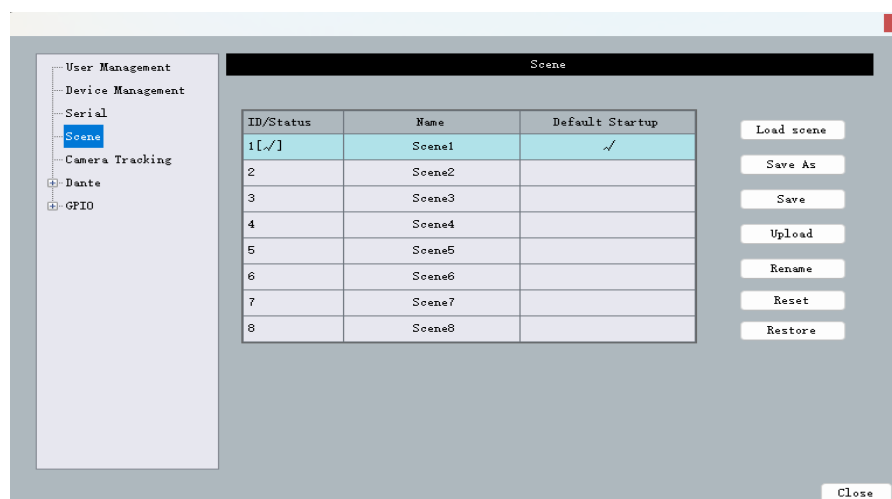 User Management
Device Management
Serial
Scene
Camera Tracking
Dante
GPIO
Scene
ID/Status Name Default Startup
1[√] Scene1 √
2 Scene2
3 Scene3
4 Scene4
5 Scene5
6 Scene6
7 Scene7
8 Scene8
Load scene
Save As
Save
Upload
Rename
Reset
Restore
Close